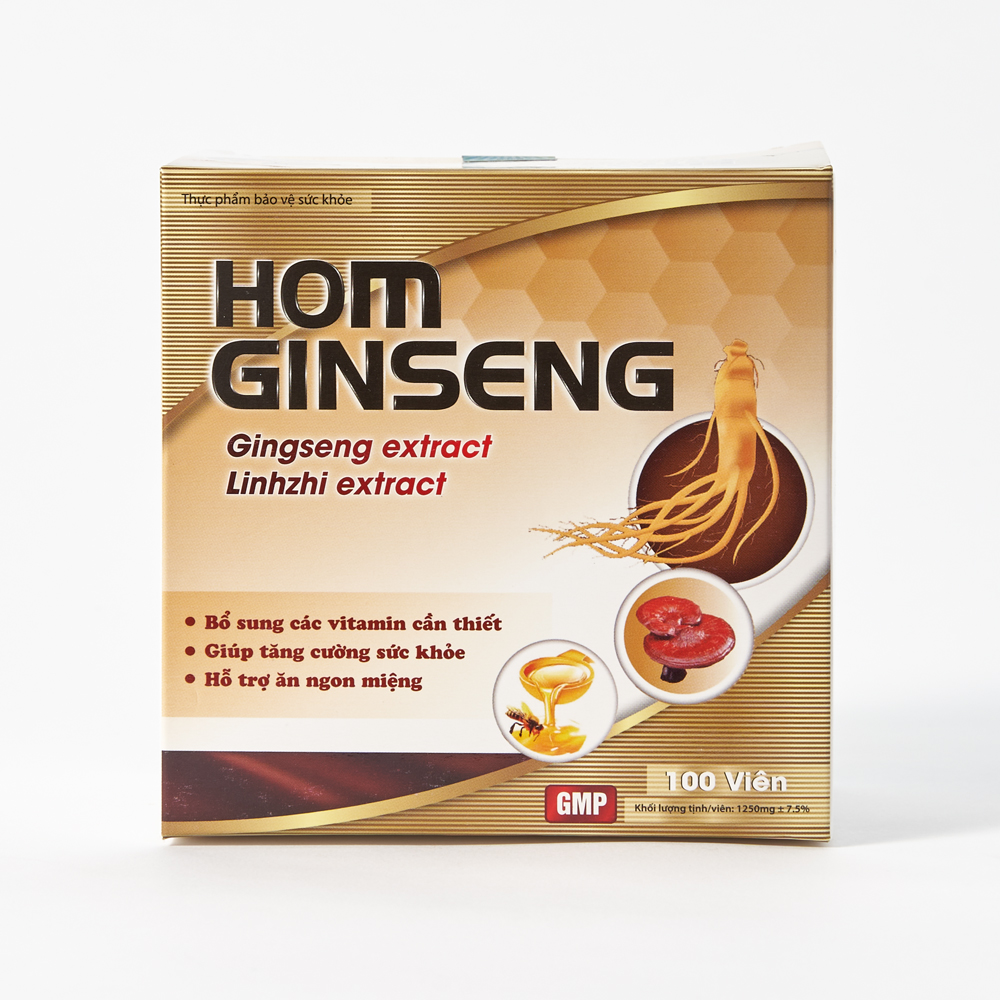 Thực phẩm bảo vệ sức khỏe
HOM
GINSENG
Gingseng extract
Linhzhi extract
• Bổ sung các vitamin cần thiết
• Giúp tăng cường sức khỏe
• Hỗ trợ ăn ngon miệng
100 Viên
GMP
Khối lượng tịnh/viên: 1250mg ± 7.5%